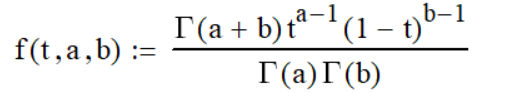 f(t,a,b) := Γ(a + b) t^{a−1} (1 − t)^{b−1} / Γ(a) Γ(b)